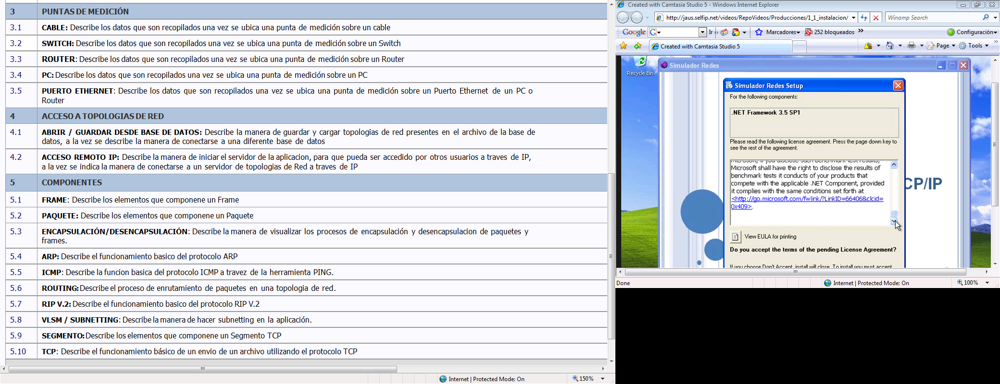 3 PUNTAS DE MEDICIÓN
3.1 CABLE: Describe los datos que son recopilados una vez se ubica una punta de medición sobre un cable
3.2 SWITCH: Describe los datos que son recopilados una vez se ubica una punta de medición sobre un Switch
3.3 ROUTER: Describe los datos que son recopilados una vez se ubica una punta de medición sobre un Router
3.4 PC: Describe los datos que son recopilados una vez se ubica una punta de medición sobre un PC
3.5 PUERTO ETHERNET: Describe los datos que son recopilados una vez se ubica una punta de medición sobre un Puerto Ethernet de un PC o
Router
4 ACCESO A TOPOLOGIAS DE RED
4.1 ABRIR / GUARDAR DESDE BASE DE DATOS: Describe la manera de guardar y cargar topologias de red presentes en el archivo de la base de
datos, a la vez se describe la manera de conectarse a una diferente base de datos
4.2 ACCESO REMOTO IP: Describe la manera de iniciar el servidor de la aplicacion, para que pueda ser accedido por otros usuarios a traves de IP,
a la vez se indica la manera de conectarse a un servidor de topologias de Red a traves de IP
5 COMPONENTES
5.1 FRAME: Describe los elementos que componene un Frame
5.2 PAQUETE: Describe los elementos que componene un Paquete
5.3 ENCAPSULACIÓN/DESENCAPSULACIÓN: Describe la manera de visualizar los procesos de encapsulación y desencapsulacion de paquetes y
frames.
5.4 ARP: Describe el funcionamiento basico del protocolo ARP
5.5 ICMP: Describe la funcion basica del protocolo ICMP a travez de la herramienta PING.
5.6 ROUTING: Describe el proceso de enrutamiento de paquetes en una topologia de red.
5.7 RIP V.2: Describe el funcionamiento basico del protocolo RIP V.2
5.8 VLSM / SUBNETTING: Describe la manera de hacer subnetting en la aplicación.
5.9 SEGMENTO: Describe los elementos que componene un Segmento TCP
5.10 TCP: Describe el funcionamiento básico de un envio de un archivo utilizando el protocolo TCP
Internet | Protected Mode: On 150%
Created with Camtasia Studio 5 - Windows Internet Explorer
http://jaus.selfip.net/videos/RepoVideos/Producciones/1_1_instalacion/ Winamp Search
Google G Ir Marcadores 252 bloqueados » Configuración
Created with Camtasia Studio 5 Page Tools »
Recycle Bin
Simulador Redes
Simulador Redes Setup
For the following components:
.NET Framework 3.5 SP1
Please read the following license agreement. Press the page down key to
see the rest of the agreement.
Microsoft, if you disclose such benchmark test results,
Microsoft shall have the right to disclose the results of
benchmark tests it conducts of your products that
compete with the applicable .NET Component, provided
it complies with the same conditions set forth at
<http://go.microsoft.com/fwlink/?LinkID=66406&clcid=
0x409>.
CP/IP
View EULA for printing
Do you accept the terms of the pending License Agreement?
If you choose Don't Accept, install will close. To install you must accept
Done Internet | Protected Mode: On 100%